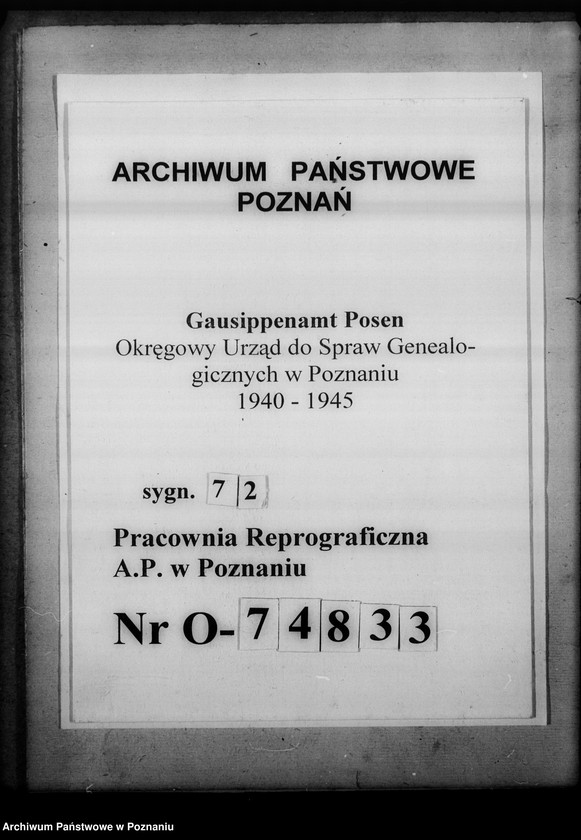 ARCHIWUM PAŃSTWOWE
POZNAŃ
Gausippenamt Posen
Okręgowy Urząd do Spraw Genealo-
gicznych w Poznaniu
1940 - 1945
sygn. 72
Pracownia Reprograficzna
A.P. w Poznaniu
Nr O-74833
Archiwum Państwowe w Poznaniu